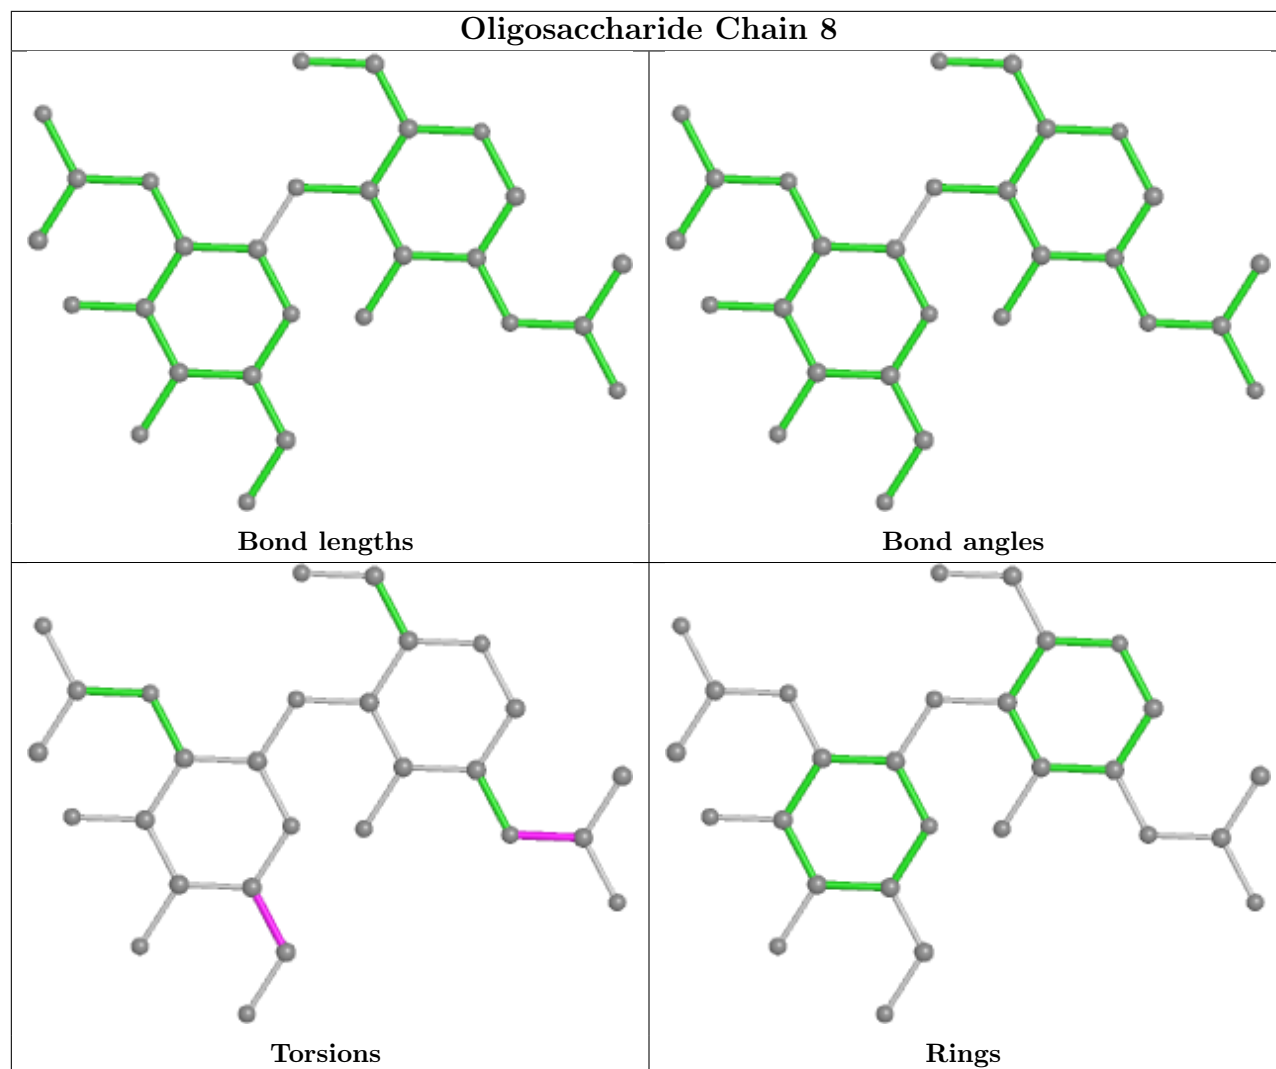 Oligosaccharide Chain 8
Bond lengths
Bond angles
Torsions
Rings